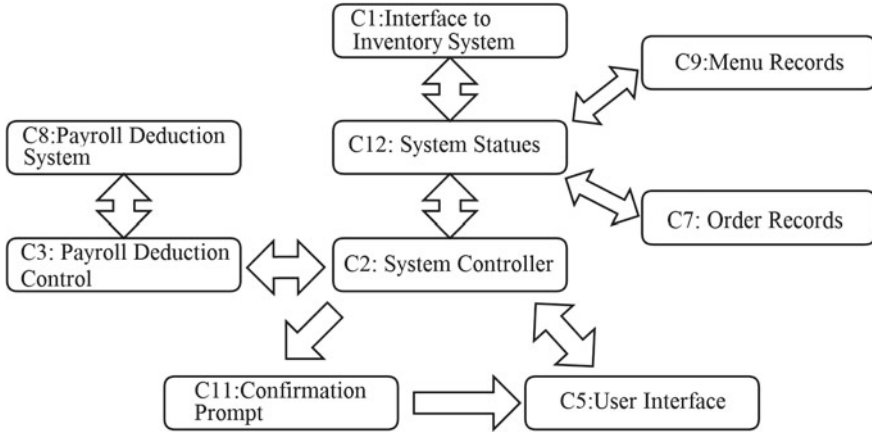 C1:Interface to
Inventory System
C9:Menu Records
C8:Payroll Deduction
System
C12: System Statues
C7: Order Records
C3: Payroll Deduction
Control
C2: System Controller
C11:Confirmation
Prompt
C5:User Interface